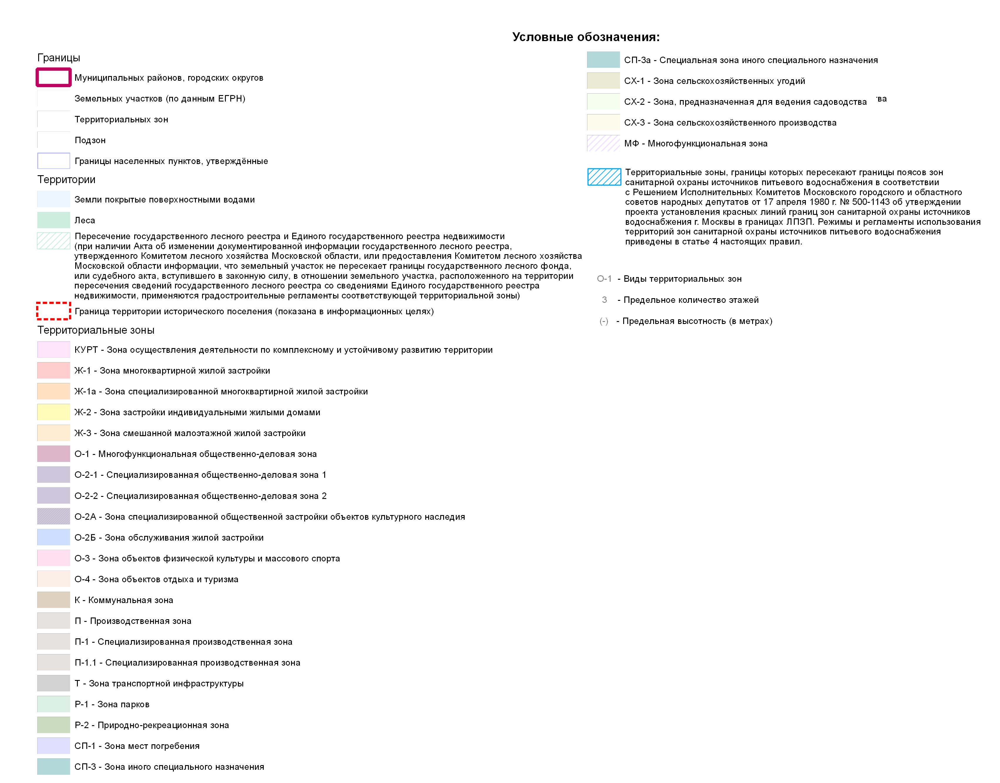 Условные обозначения:
Границы
Муниципальных районов, городских округов
Земельных участков (по данным ЕГРН)
Территориальных зон
Подзон
Границы населенных пунктов, утверждённые
Территории
Земли покрытые поверхностными водами
Леса
Пересечение государственного лесного реестра и Единого государственного реестра недвижимости
(при наличии Акта об изменении документированной информации государственного лесного реестра,
утвержденного Комитетом лесного хозяйства Московской области, или предоставления Комитетом лесного хозяйства
Московской области информации, что земельный участок не пересекает границы государственного лесного фонда,
или судебного акта, вступившего в законную силу, в отношении земельного участка, расположенного на территории
пересечения сведений государственного лесного реестра со сведениями Единого государственного реестра
недвижимости, применяются градостроительные регламенты соответствующей территориальной зоны)
Граница территории исторического поселения (показана в информационных целях)
Территориальные зоны
КУРТ - Зона осуществления деятельности по комплексному и устойчивому развитию территории
Ж-1 - Зона многоквартирной жилой застройки
Ж-1а - Зона специализированной многоквартирной жилой застройки
Ж-2 - Зона застройки индивидуальными жилыми домами
Ж-3 - Зона смешанной малоэтажной жилой застройки
О-1 - Многофункциональная общественно-деловая зона
О-2-1 - Специализированная общественно-деловая зона 1
О-2-2 - Специализированная общественно-деловая зона 2
О-2А - Зона специализированной общественной застройки объектов культурного наследия
О-2Б - Зона обслуживания жилой застройки
О-3 - Зона объектов физической культуры и массового спорта
О-4 - Зона объектов отдыха и туризма
К - Коммунальная зона
П - Производственная зона
П-1 - Специализированная производственная зона
П-1.1 - Специализированная производственная зона
Т - Зона транспортной инфраструктуры
Р-1 - Зона парков
Р-2 - Природно-рекреационная зона
СП-1 - Зона мест погребения
СП-3 - Зона иного специального назначения
СП-3а - Специальная зона иного специального назначения
СХ-1 - Зона сельскохозяйственных угодий
СХ-2 - Зона, предназначенная для ведения садоводства ва
СХ-3 - Зона сельскохозяйственного производства
МФ - Многофункциональная зона
Территориальные зоны, границы которых пересекают границы поясов зон
санитарной охраны источников питьевого водоснабжения в соответствии
с Решением Исполнительных Комитетов Московского городского и областного
советов народных депутатов от 17 апреля 1980 г. № 500-1143 об утверждении
проекта установления красных линий границ зон санитарной охраны источников
водоснабжения г. Москвы в границах ЛПЗП. Режимы и регламенты использования
территорий зон санитарной охраны источников питьевого водоснабжения
приведены в статье 4 настоящих правил.
О-1 - Виды территориальных зон
3 - Предельное количество этажей
(-) - Предельная высотность (в метрах)